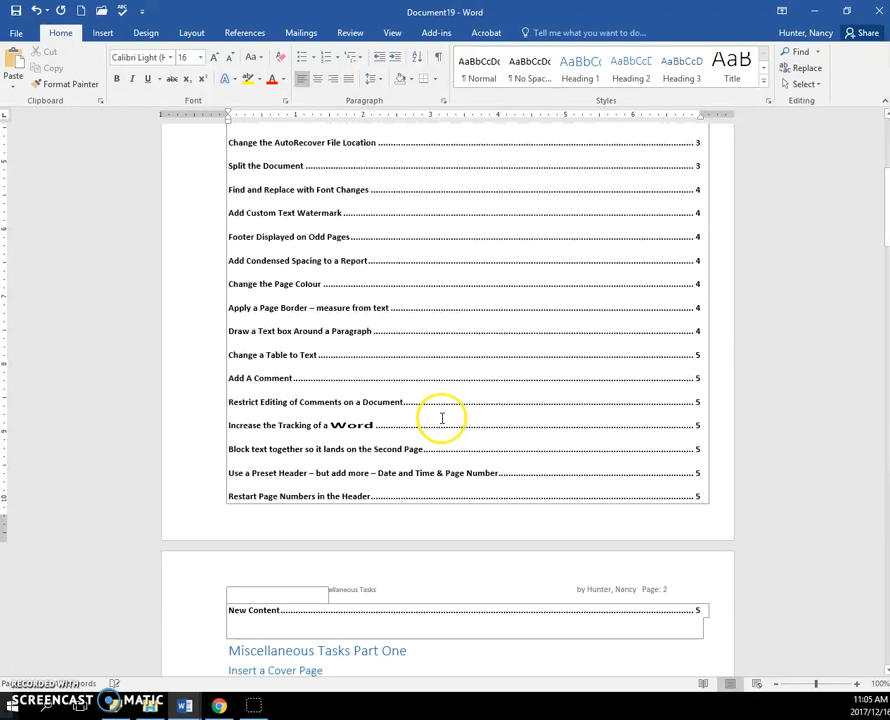 Document19 - Word
File Home Insert Design Layout References Mailings Review View Add-ins Acrobat Tell me what you want to do... Hunter, Nancy Share
Paste Cut Copy Format Painter
Calibri Light (H 16
¶ Normal ¶ No Spac... Heading 1 Heading 2 Heading 3 Title
Find Replace Select
Clipboard Font Paragraph Styles Editing
Change the AutoRecover File Location 3
Split the Document 3
Find and Replace with Font Changes 4
Add Custom Text Watermark 4
Footer Displayed on Odd Pages 4
Add Condensed Spacing to a Report 4
Change the Page Colour 4
Apply a Page Border – measure from text 4
Draw a Text box Around a Paragraph 4
Change a Table to Text 5
Add A Comment 5
Restrict Editing of Comments on a Document 5
Increase the Tracking of a Word 5
Block text together so it lands on the Second Page 5
Use a Preset Header – but add more – Date and Time & Page Number 5
Restart Page Numbers in the Header 5
ellaneous Tasks by Hunter, Nancy Page: 2
New Content 5
Miscellaneous Tasks Part One
Insert a Cover Page
RECORDED WITH
SCREENCAST MATIC
100%
11:05 AM
2017/12/16